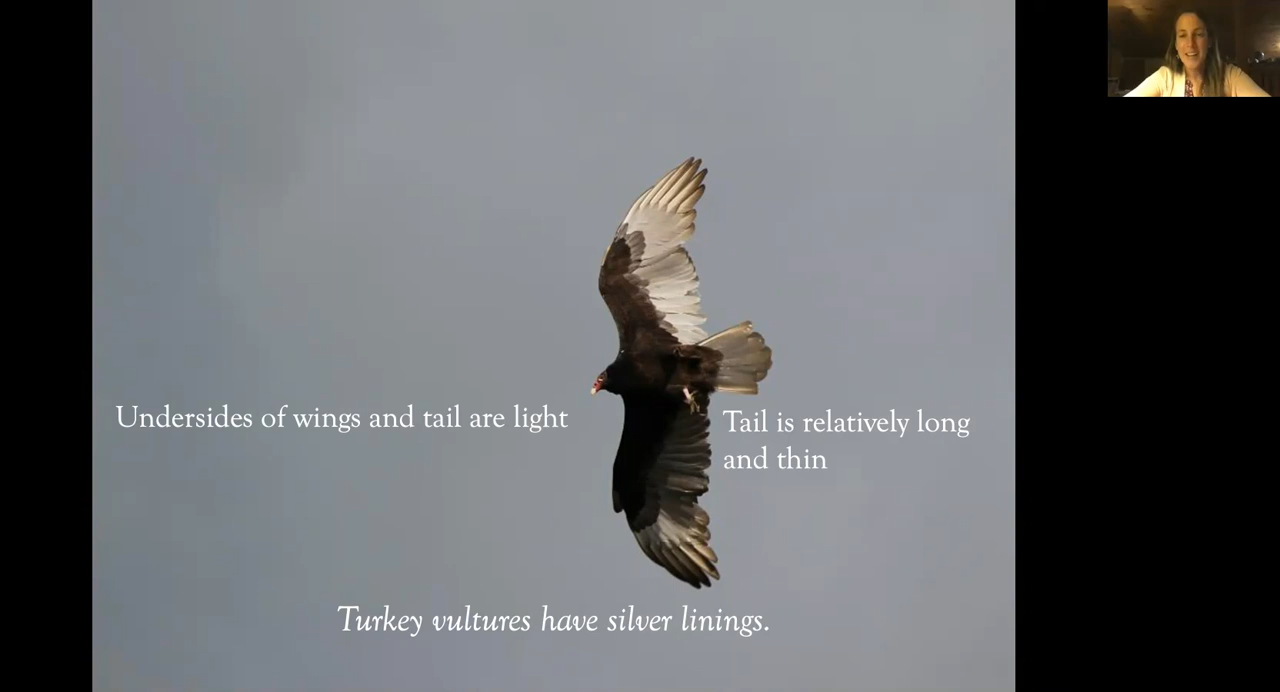 Undersides of wings and tail are light
Tail is relatively long
and thin
Turkey vultures have silver linings.